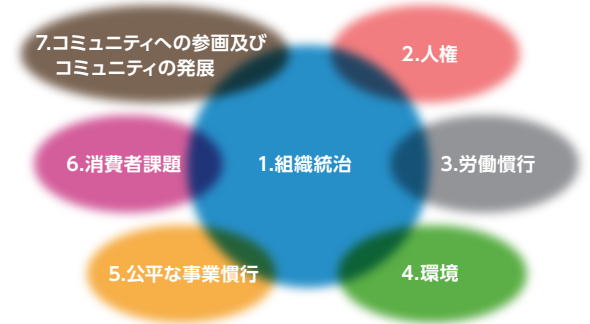 7.コミュニティへの参画及び
コミュニティの発展
2.人権
6.消費者課題
1.組織統治
3.労働慣行
5.公平な事業慣行
4.環境